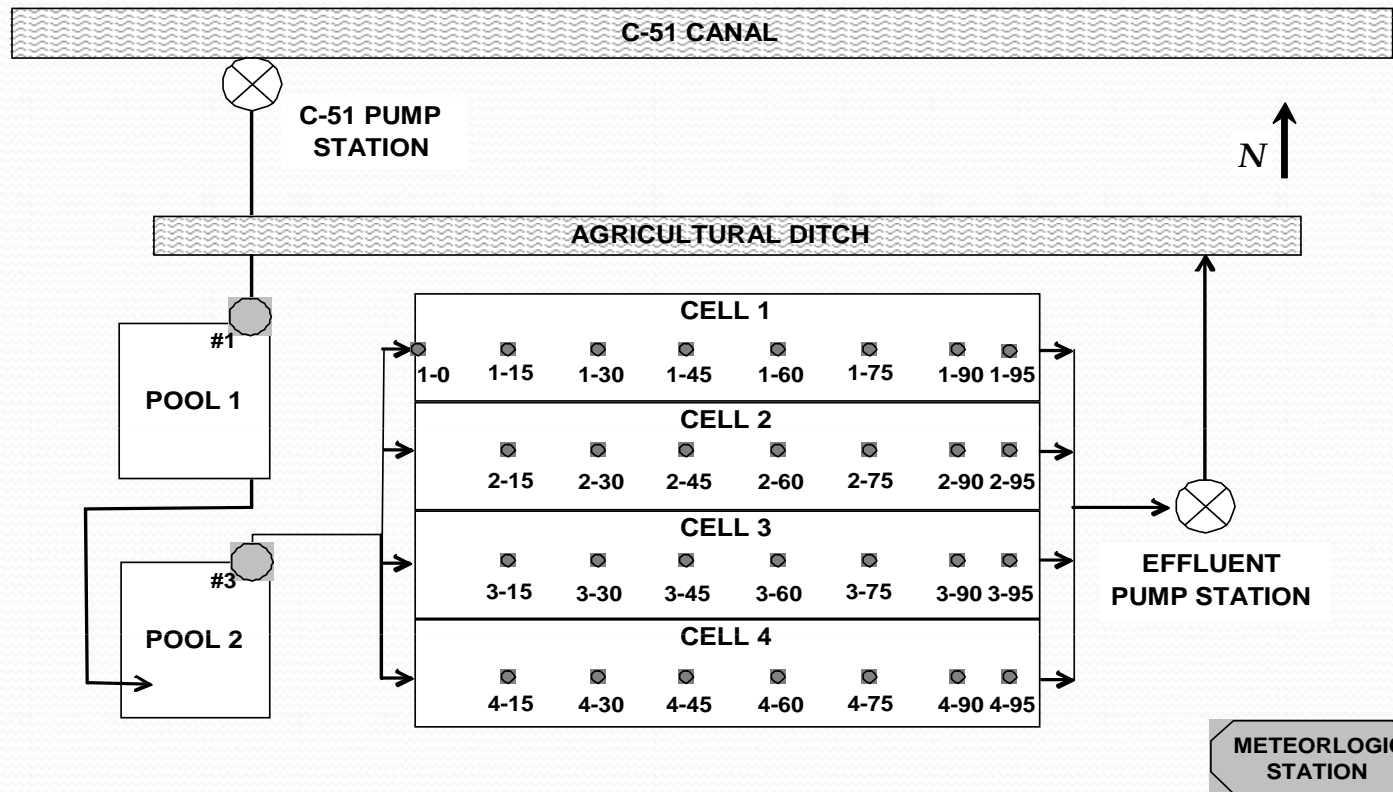 C-51 CANAL
C-51 PUMP
STATION
N
AGRICULTURAL DITCH
#1
POOL 1
CELL 1
1-0 1-15 1-30 1-45 1-60 1-75 1-90 1-95
CELL 2
2-15 2-30 2-45 2-60 2-75 2-90 2-95
CELL 3
3-15 3-30 3-45 3-60 3-75 3-90 3-95
#3
POOL 2
CELL 4
4-15 4-30 4-45 4-60 4-75 4-90 4-95
EFFLUENT
PUMP STATION
METEORLOGIC
STATION